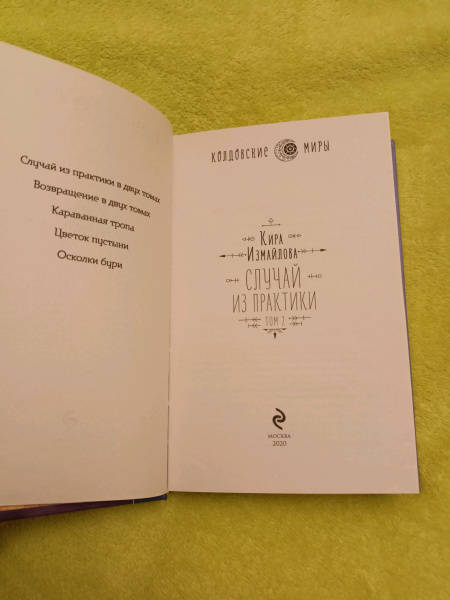 Случай из практики в двух томах
Возвращение в двух томах
Караванная тропа
Цветок пустыни
Осколки бури
КОЛДОВСКИЕ МИРЫ
КИРА
ИЗМАЙЛОВА
СЛУЧАЙ
ИЗ ПРАКТИКИ
ТОМ 2
МОСКВА
2020